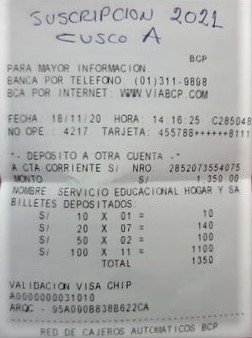 SUSCRIPCION 2021
CUSCO A
BCP
PARA MAYOR INFORMACION:
BANCA POR TELEFONO: (01)311-9898
BCA POR INTERNET: WWW.VIABCP.COM
FECHA 18/11/20 HORA 14:16:25 C285048
NO OPE: 4217 TARJETA: 455788++++++8111
"- DEPOSITO A OTRA CUENTA -"
A CTA CORRIENTE S/ NRO 2852073554075
MONTO S/ 1 350 00
NOMBRE: SERVICIO EDUCACIONAL HOGAR Y SA
BILLETES DEPOSITADOS:
S/ 10 X 01 = 10
S/ 20 X 07 = 140
S/ 50 X 02 = 100
S/ 100 X 11 = 1100
TOTAL 1350
VALIDACION VISA CHIP
A0000000031010
ARQC - 95A090B838B622CA
RED DE CAJEROS AUTOMATICOS BCP